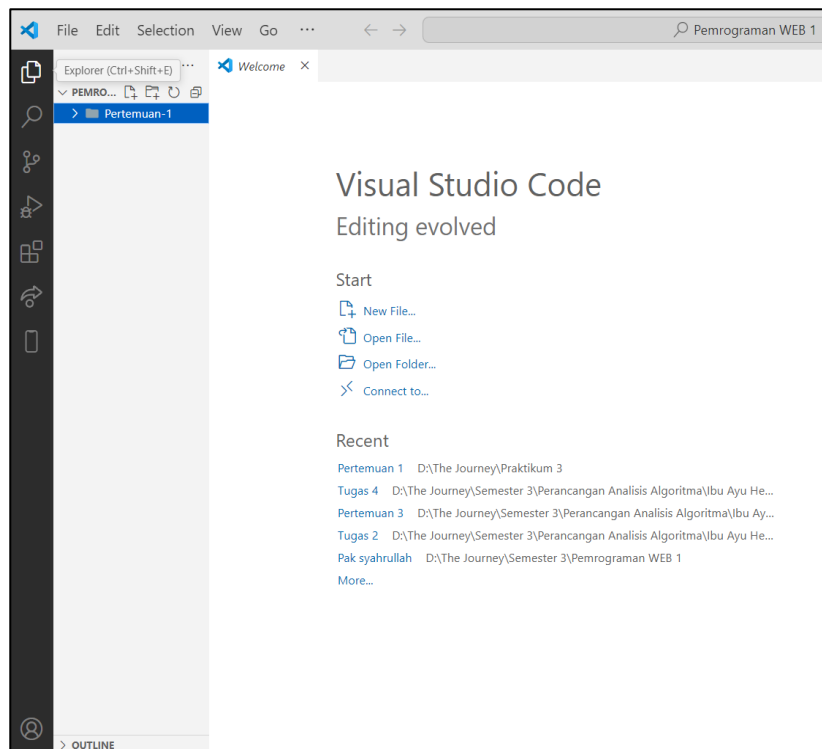 File Edit Selection View Go ···
Pemrograman WEB 1
Explorer (Ctrl+Shift+E) ···
Welcome
PEMRO...
Pertemuan-1
Visual Studio Code
Editing evolved
Start
New File...
Open File...
Open Folder...
Connect to...
Recent
Pertemuan 1 D:\The Journey\Praktikum 3
Tugas 4 D:\The Journey\Semester 3\Perancangan Analisis Algoritma\Ibu Ayu He...
Pertemuan 3 D:\The Journey\Semester 3\Perancangan Analisis Algoritma\Ibu Ay...
Tugas 2 D:\The Journey\Semester 3\Perancangan Analisis Algoritma\Ibu Ayu He...
Pak syahrullah D:\The Journey\Semester 3\Pemrograman WEB 1
More...
OUTLINE